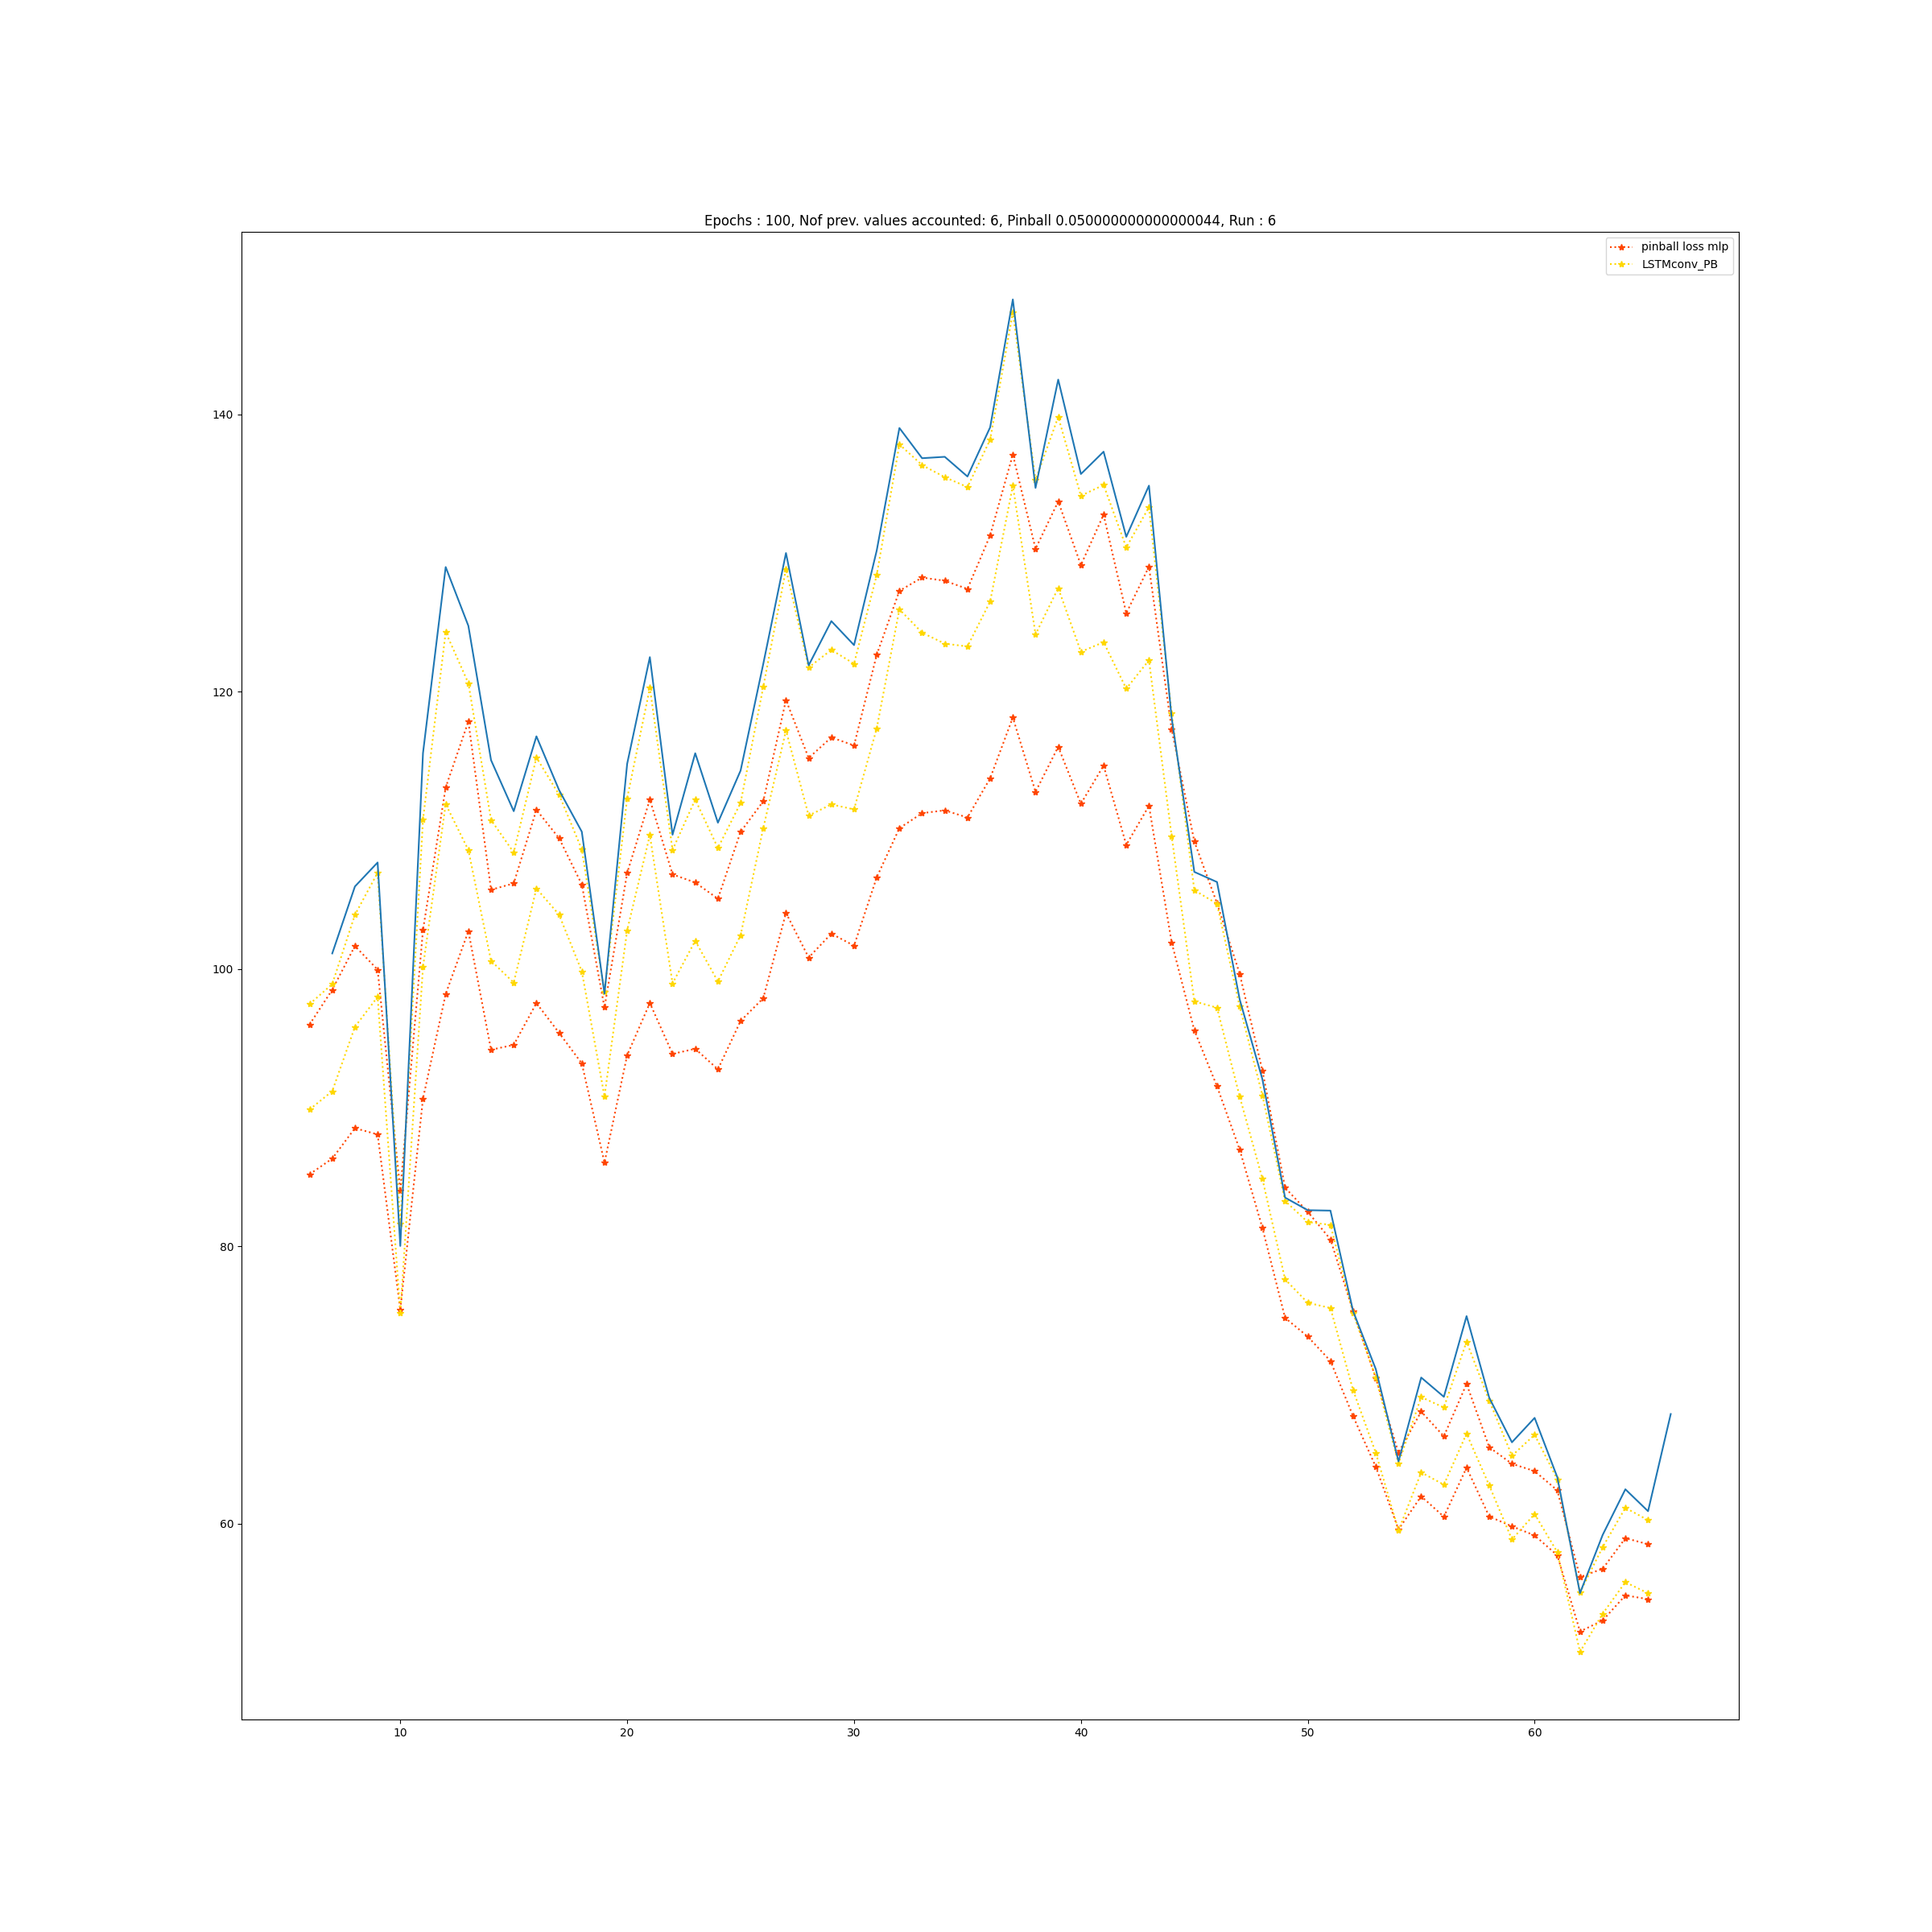 Epochs : 100, Nof prev. values accounted: 6, Pinball 0.050000000000000044, Run : 6
pinball loss mlp
LSTMconv_PB
140
120
100
80
60
10 20 30 40 50 60